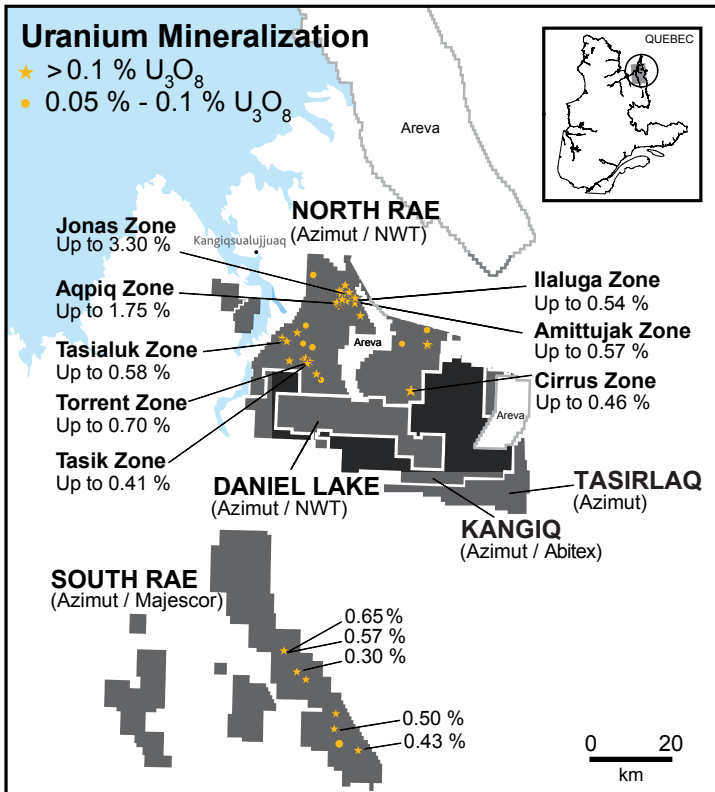 Uranium Mineralization
> 0.1 % U3O8
0.05 % - 0.1 % U3O8
QUEBEC
Areva
NORTH RAE
(Azimut / NWT)
Kangiqsualujjuaq
Jonas Zone
Up to 3.30 %
Aqpiq Zone
Up to 1.75 %
Tasialuk Zone
Up to 0.58 %
Torrent Zone
Up to 0.70 %
Tasik Zone
Up to 0.41 %
Ilaluga Zone
Up to 0.54 %
Amittujak Zone
Up to 0.57 %
Cirrus Zone
Up to 0.46 %
Areva
Areva
DANIEL LAKE
(Azimut / NWT)
TASIRLAQ
(Azimut)
KANGIQ
(Azimut / Abitex)
SOUTH RAE
(Azimut / Majescor)
0.65 %
0.57 %
0.30 %
0.50 %
0.43 %
0 20
km